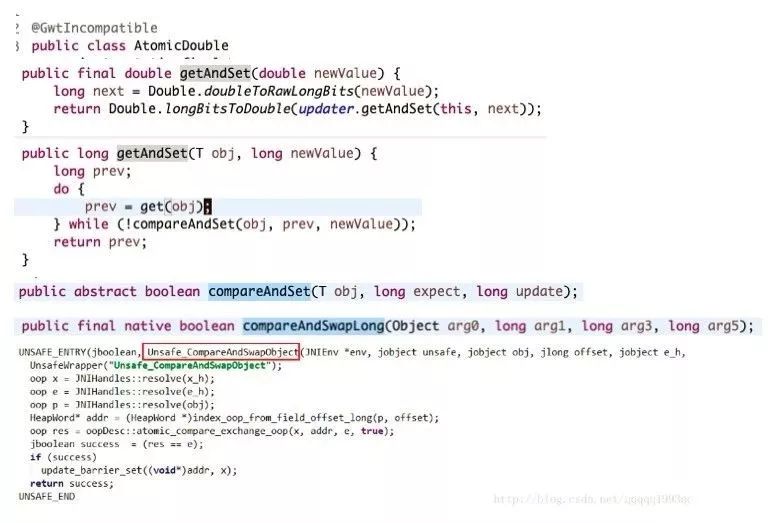 2 @GwtIncompatible
3 public class AtomicDouble
public final double getAndSet(double newValue) {
long next = Double.doubleToRawLongBits(newValue);
return Double.longBitsToDouble(updater.getAndSet(this, next));
}
public long getAndSet(T obj, long newValue) {
long prev;
do {
prev = get(obj);
} while (!compareAndSet(obj, prev, newValue));
return prev;
}
public abstract boolean compareAndSet(T obj, long expect, long update);
public final native boolean compareAndSwapLong(Object arg0, long arg1, long arg3, long arg5);
UNSAFE_ENTRY(jboolean, Unsafe_CompareAndSwapObject(JNIEnv *env, jobject unsafe, jobject obj, jlong offset, jobject e_h,
UnsafeWrapper("Unsafe_CompareAndSwapObject");
oop x = JNIHandles::resolve(x_h);
oop e = JNIHandles::resolve(e_h);
oop p = JNIHandles::resolve(obj);
HeapWord* addr = (HeapWord *)index_oop_from_field_offset_long(p, offset);
oop res = oopDesc::atomic_compare_exchange_oop(x, addr, e, true);
jboolean success = (res == e);
if (success)
update_barrier_set((void*)addr, x);
return success;
UNSAFE_END